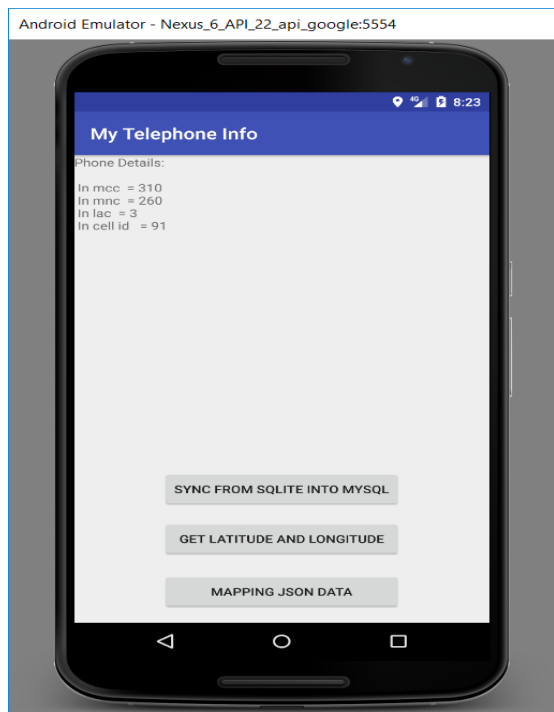 Android Emulator - Nexus_6_API_22_api_google:5554
4G 8:23
My Telephone Info
Phone Details:
In mcc = 310
In mnc = 260
In lac = 3
In cell id = 91
SYNC FROM SQLITE INTO MYSQL
GET LATITUDE AND LONGITUDE
MAPPING JSON DATA